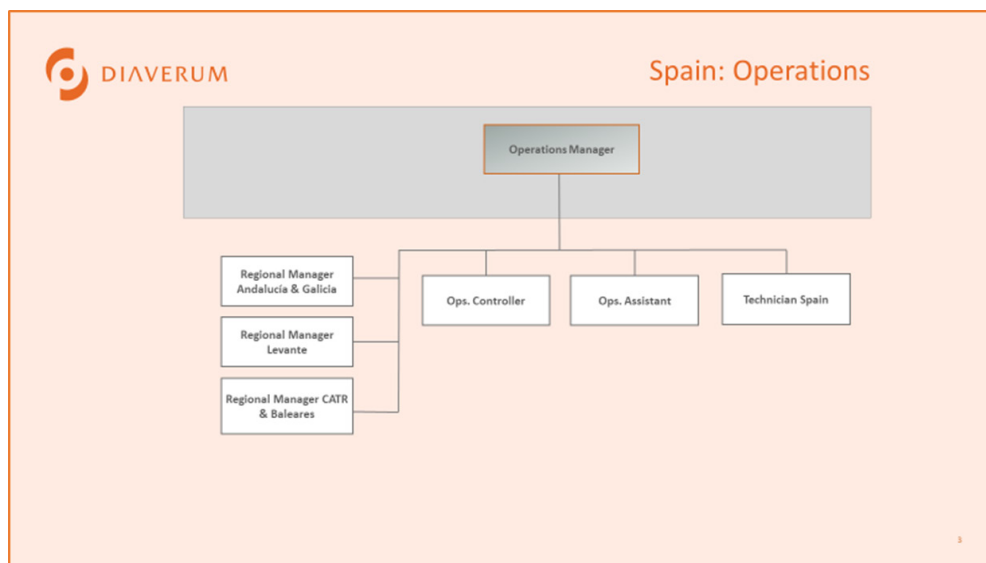 DIAVERUM
Spain: Operations
Operations Manager
Regional Manager
Andalucía & Galicia
Ops. Controller
Ops. Assistant
Technician Spain
Regional Manager
Levante
Regional Manager CATR
& Baleares
3